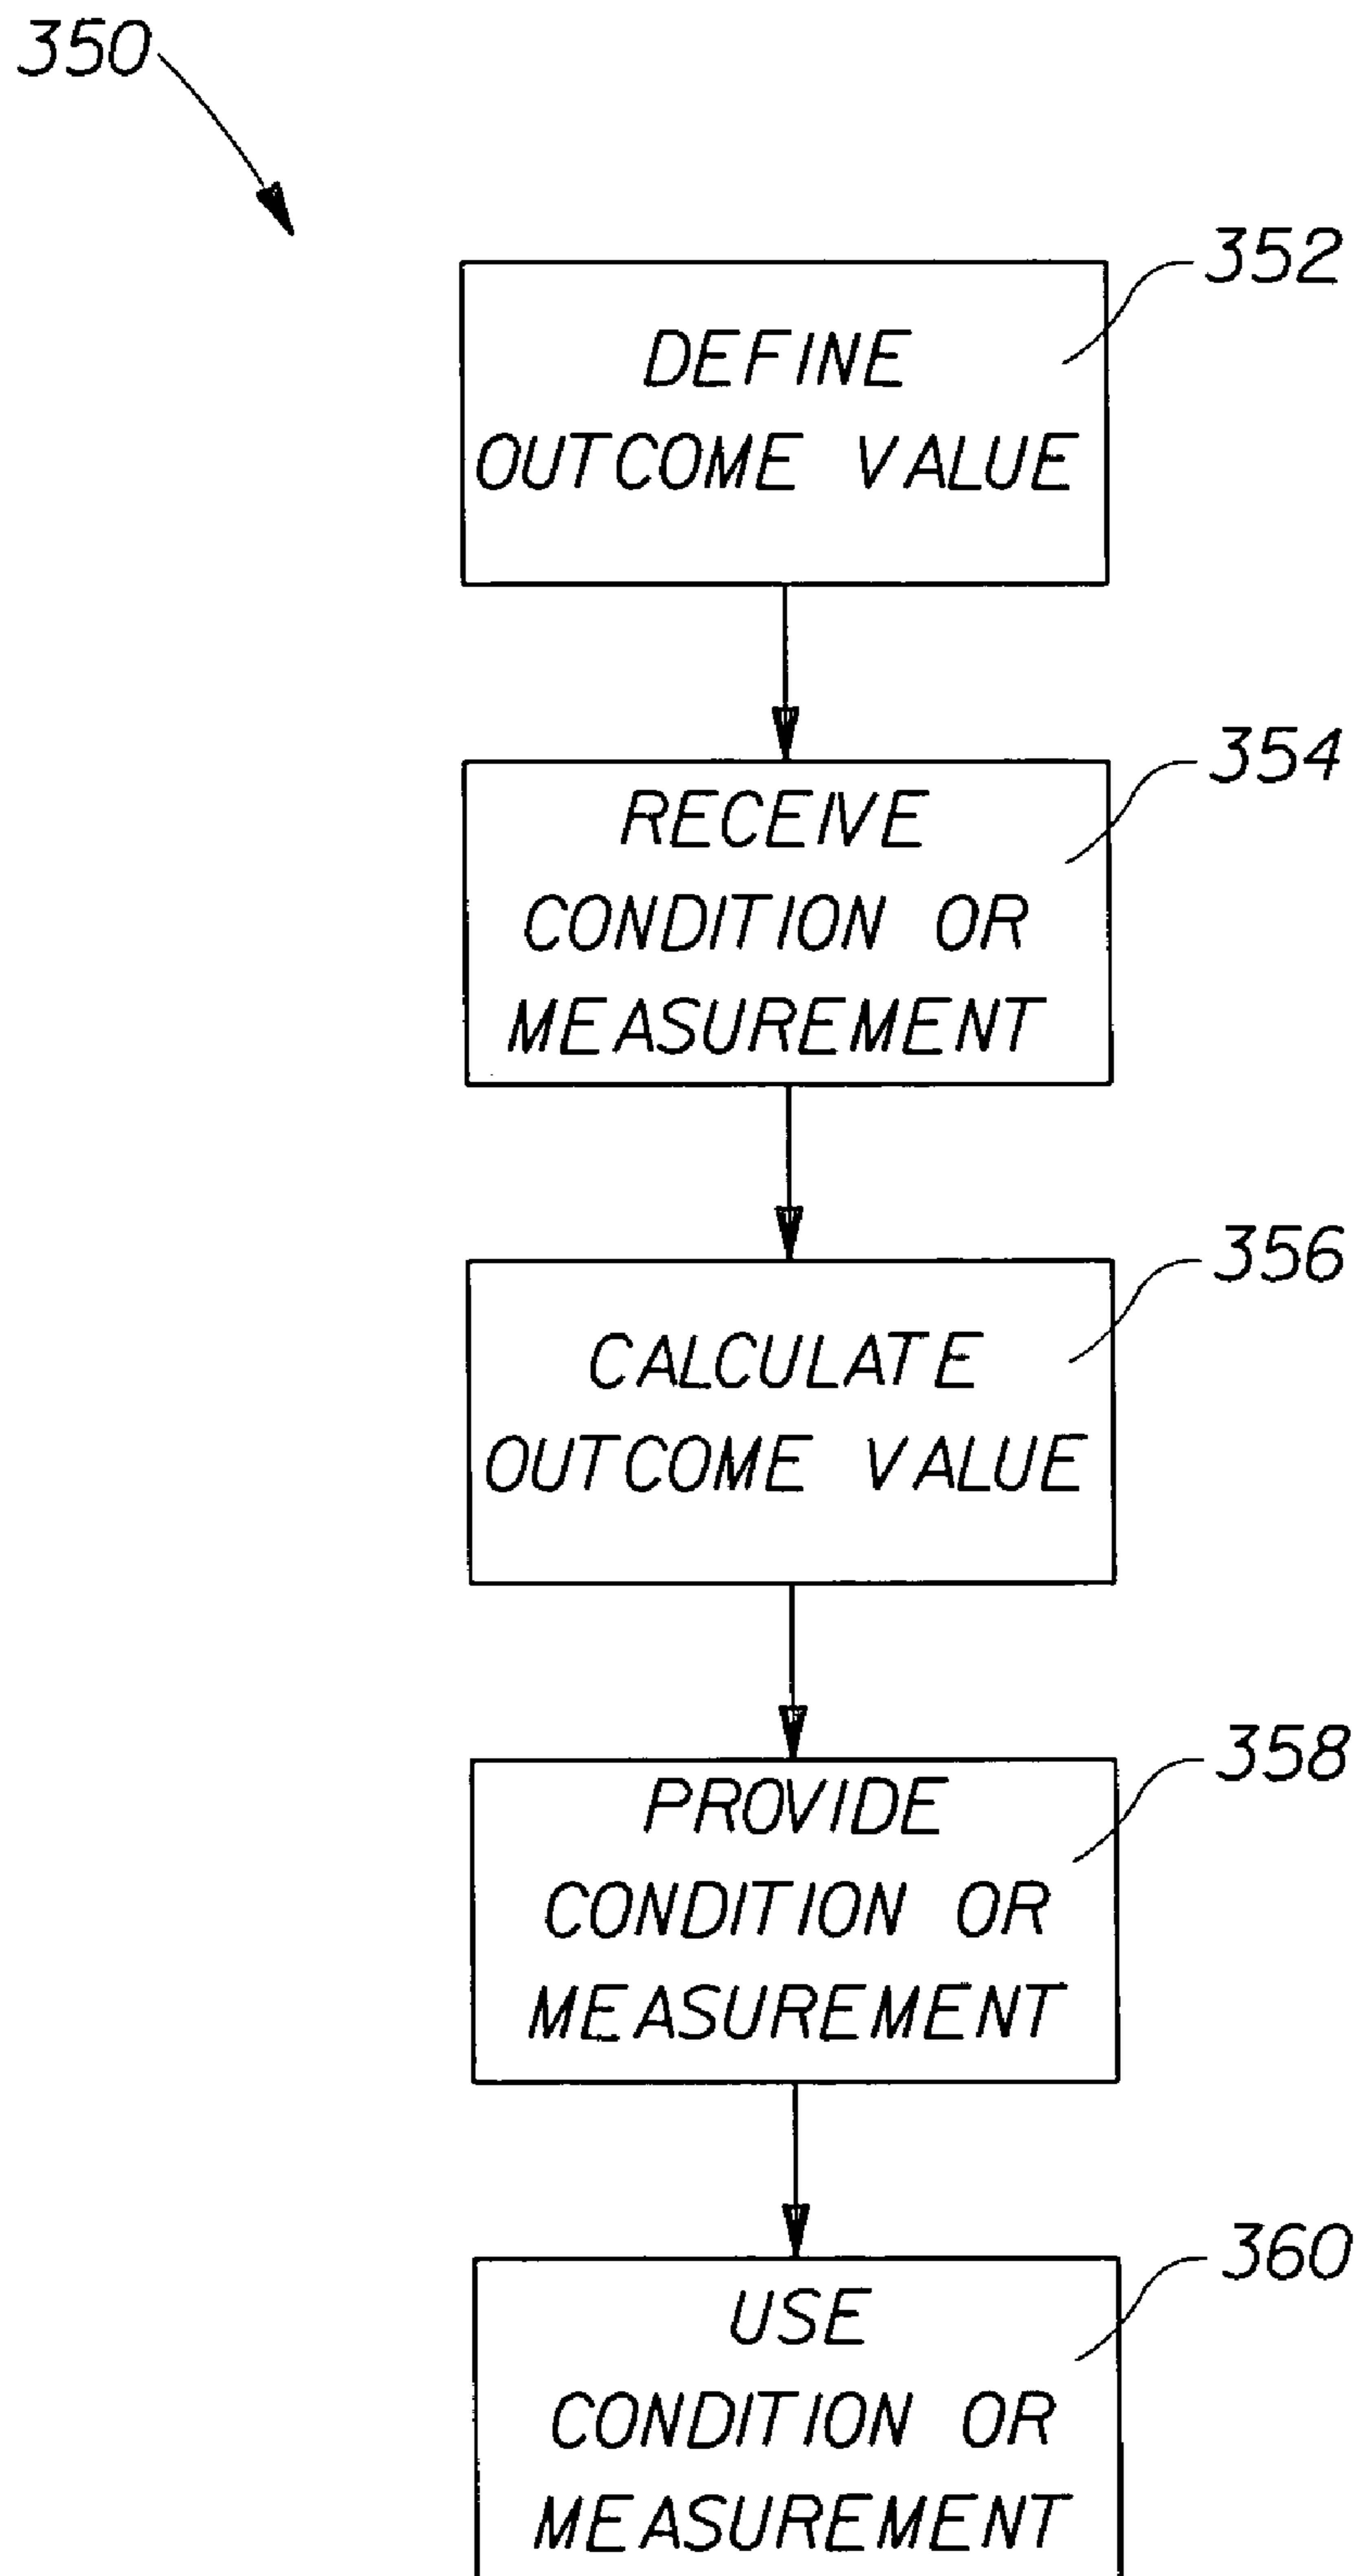 350
352
DEFINE
OUTCOME VALUE
354
RECEIVE
CONDITION OR
MEASUREMENT
356
CALCULATE
OUTCOME VALUE
358
PROVIDE
CONDITION OR
MEASUREMENT
360
USE
CONDITION OR
MEASUREMENT